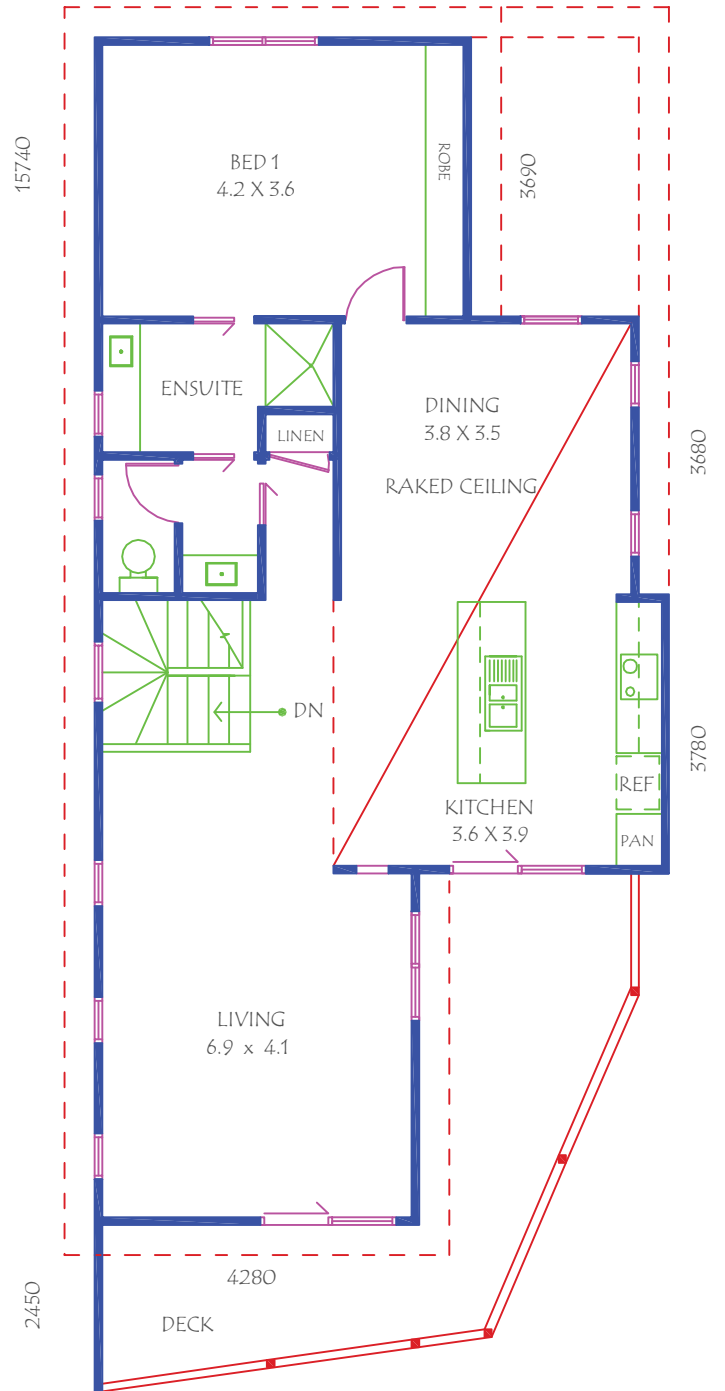 15740
BED 1
4.2 X 3.6
ROBE
3690
ENSUITE
LINEN
DINING
3.8 X 3.5
RAKED CEILING
3680
DN
3780
REF
KITCHEN
3.6 X 3.9
PAN
LIVING
6.9 x 4.1
4280
2450
DECK